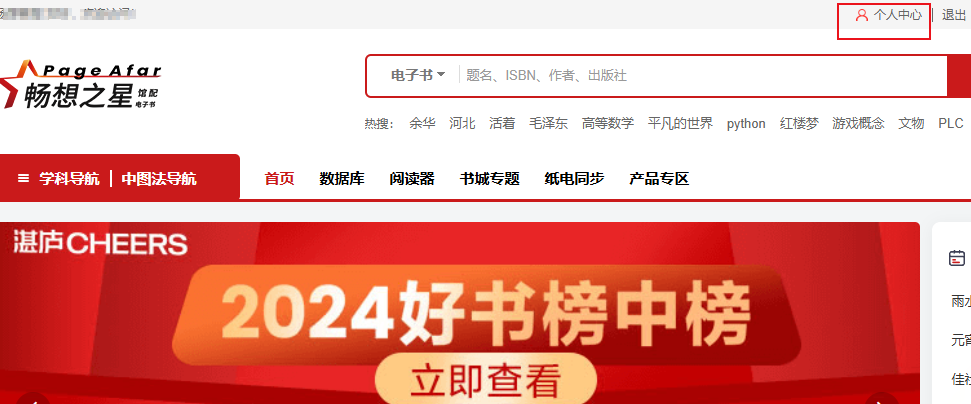 个人中心 退出
Page Afar
畅想之星 馆配
电子书
电子书 题名、ISBN、作者、出版社
热搜： 余华 河北 活着 毛泽东 高等数学 平凡的世界 python 红楼梦 游戏概念 文物 PLC
学科导航 中图法导航 首页 数据库 阅读器 书城专题 纸电同步 产品专区
湛庐CHEERS
2024好书榜中榜
立即查看
雨水
元宵